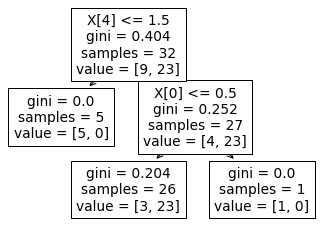 X[4] <= 1.5
gini = 0.404
samples = 32
value = [9, 23]
gini = 0.0
samples = 5
value = [5, 0]
X[0] <= 0.5
gini = 0.252
samples = 27
value = [4, 23]
gini = 0.204
samples = 26
value = [3, 23]
gini = 0.0
samples = 1
value = [1, 0]